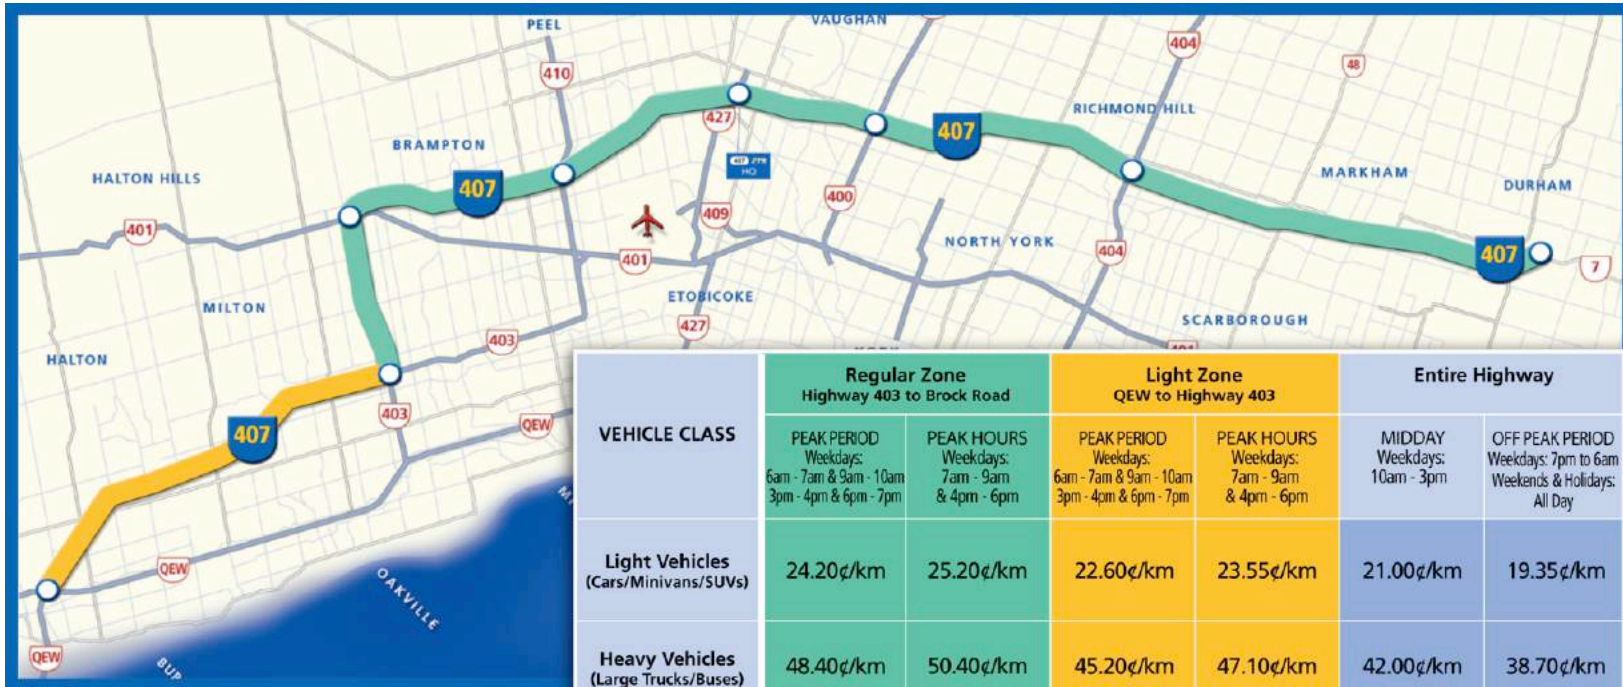 PEEL
VAUGHAN
410
404
48
427
407
RICHMOND HILL
BRAMPTON
407 ETR
HQ
MARKHAM
HALTON HILLS
407
DURHAM
400
401
409
NORTH YORK
404
407
401
7
MILTON
ETOBICOKE
427
SCARBOROUGH
403
HALTON
403
407
QEW
QEW
OAKVILLE
QEW
VEHICLE CLASS
Regular Zone
Highway 403 to Brock Road
Light Zone
QEW to Highway 403
Entire Highway
PEAK PERIOD
Weekdays:
6am - 7am & 9am - 10am
3pm - 4pm & 6pm - 7pm
PEAK HOURS
Weekdays:
7am - 9am
& 4pm - 6pm
PEAK PERIOD
Weekdays:
6am - 7am & 9am - 10am
3pm - 4pm & 6pm - 7pm
PEAK HOURS
Weekdays:
7am - 9am
& 4pm - 6pm
MIDDAY
Weekdays:
10am - 3pm
OFF PEAK PERIOD
Weekdays: 7pm to 6am
Weekends & Holidays:
All Day
Light Vehicles
(Cars/Minivans/SUVs)
24.20¢/km
25.20¢/km
22.60¢/km
23.55¢/km
21.00¢/km
19.35¢/km
Heavy Vehicles
(Large Trucks/Buses)
48.40¢/km
50.40¢/km
45.20¢/km
47.10¢/km
42.00¢/km
38.70¢/km